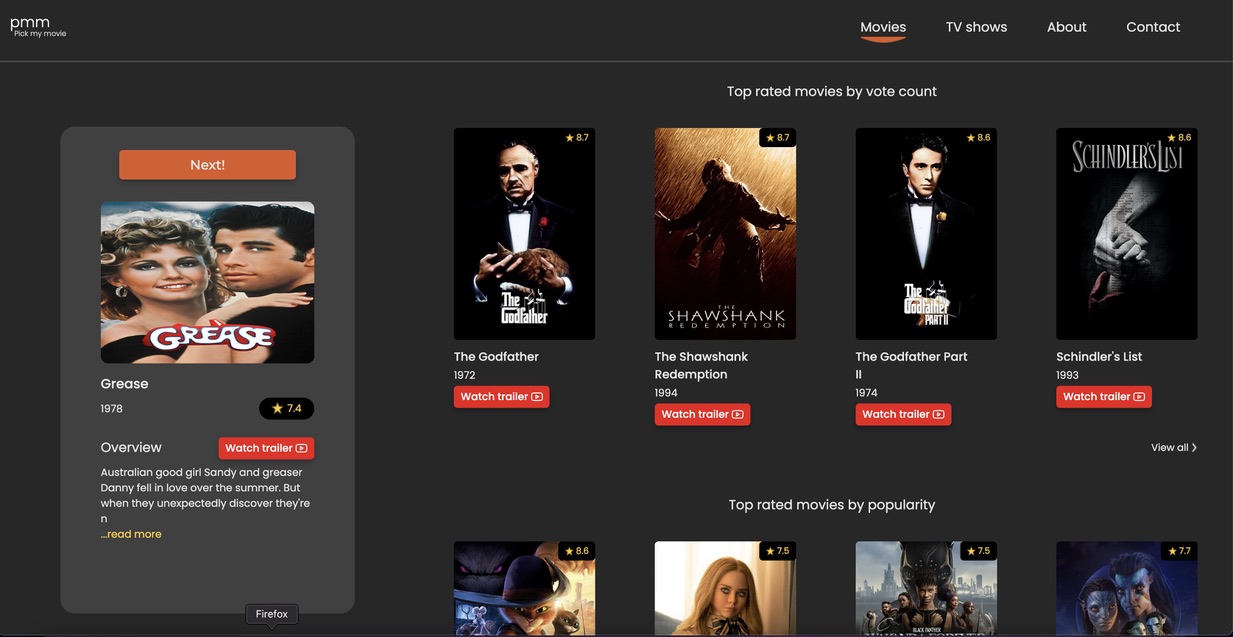 pmm
Pick my movie
Movies
TV shows
About
Contact
Next!
GREASE
Grease
1978
7.4
Overview
Watch trailer
Australian good girl Sandy and greaser
Danny fell in love over the summer. But
when they unexpectedly discover they're
n
...read more
Top rated movies by vote count
8.7
The
Godfather
The Godfather
1972
Watch trailer
8.7
THE
SHAWSHANK
REDEMPTION
The Shawshank
Redemption
1994
Watch trailer
8.6
The
Godfather
PART II
The Godfather Part
II
1974
Watch trailer
8.6
SCHINDLER'S LIST
Schindler's List
1993
Watch trailer
View all
Top rated movies by popularity
8.6
7.5
7.5
BLACK PANTHER
WAKANDA FOREVER
7.7
Firefox